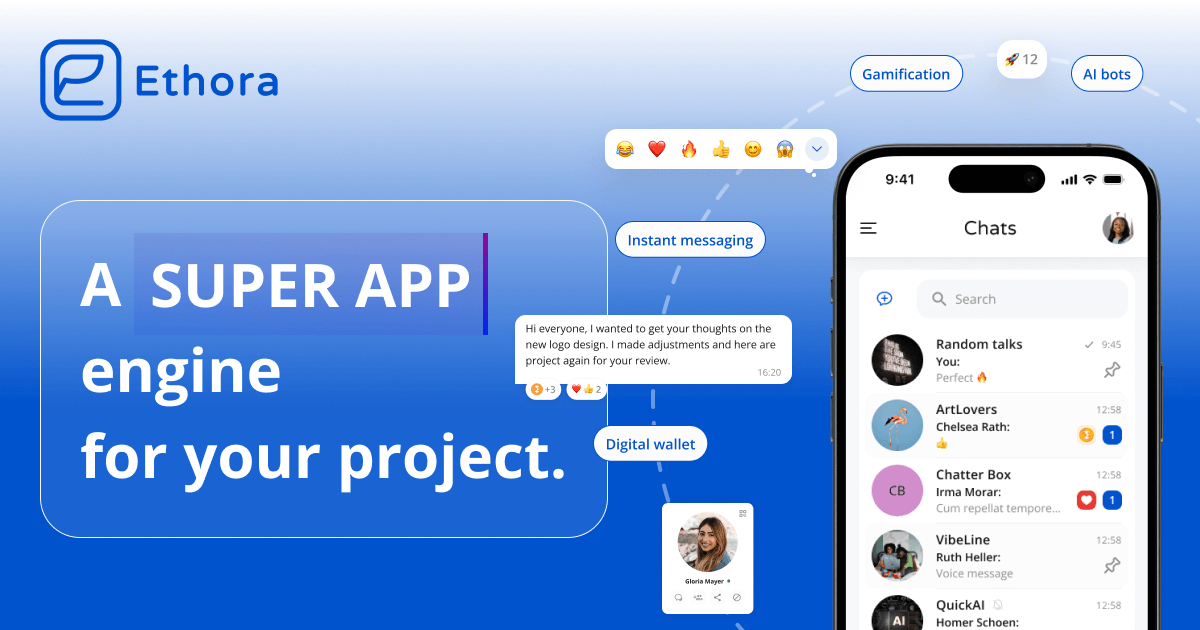 Ethora
A SUPER APP
engine
for your project.
Gamification
12
AI bots
Instant messaging
Hi everyone, I wanted to get your thoughts on the
new logo design. I made adjustments and here are
project again for your review.
16:20
+3
2
Digital wallet
Gloria Mayer
9:41
Chats
Search
Random talks
9:45
You:
Perfect 🔥
ArtLovers
12:58
Chelsea Rath:
👍
1
Chatter Box
12:58
CB
Irma Morar:
Cum repellat tempore...
1
VibeLine
12:58
Ruth Heller:
Voice message
QuickAI
12:58
AI
Homer Schoen: